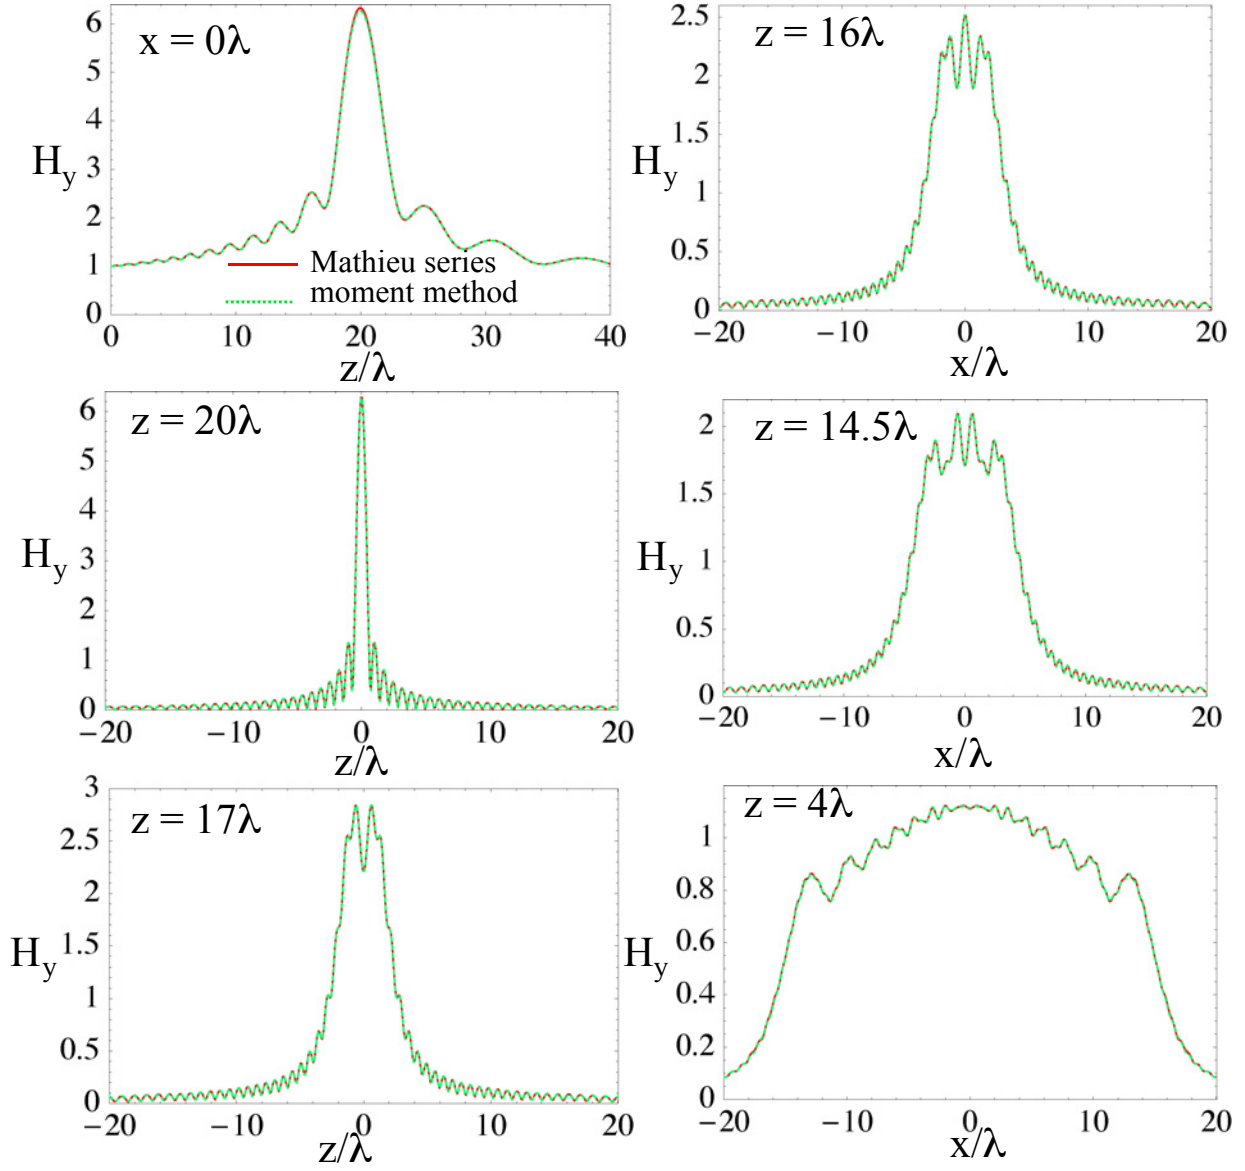 x = 0λ
H_y
6
5
4
3
2
1
0
Mathieu series
moment method
0 10 20 30 40
z/λ
z = 16λ
H_y
2.5
2
1.5
1
0.5
0
−20 −10 0 10 20
x/λ
z = 20λ
H_y
6
5
4
3
2
1
0
−20 −10 0 10 20
z/λ
z = 14.5λ
H_y
2
1.5
1
0.5
0
−20 −10 0 10 20
x/λ
z = 17λ
H_y
3
2.5
2
1.5
1
0.5
0
−20 −10 0 10 20
z/λ
z = 4λ
H_y
1
0.8
0.6
0.4
0.2
0
−20 −10 0 10 20
x/λ